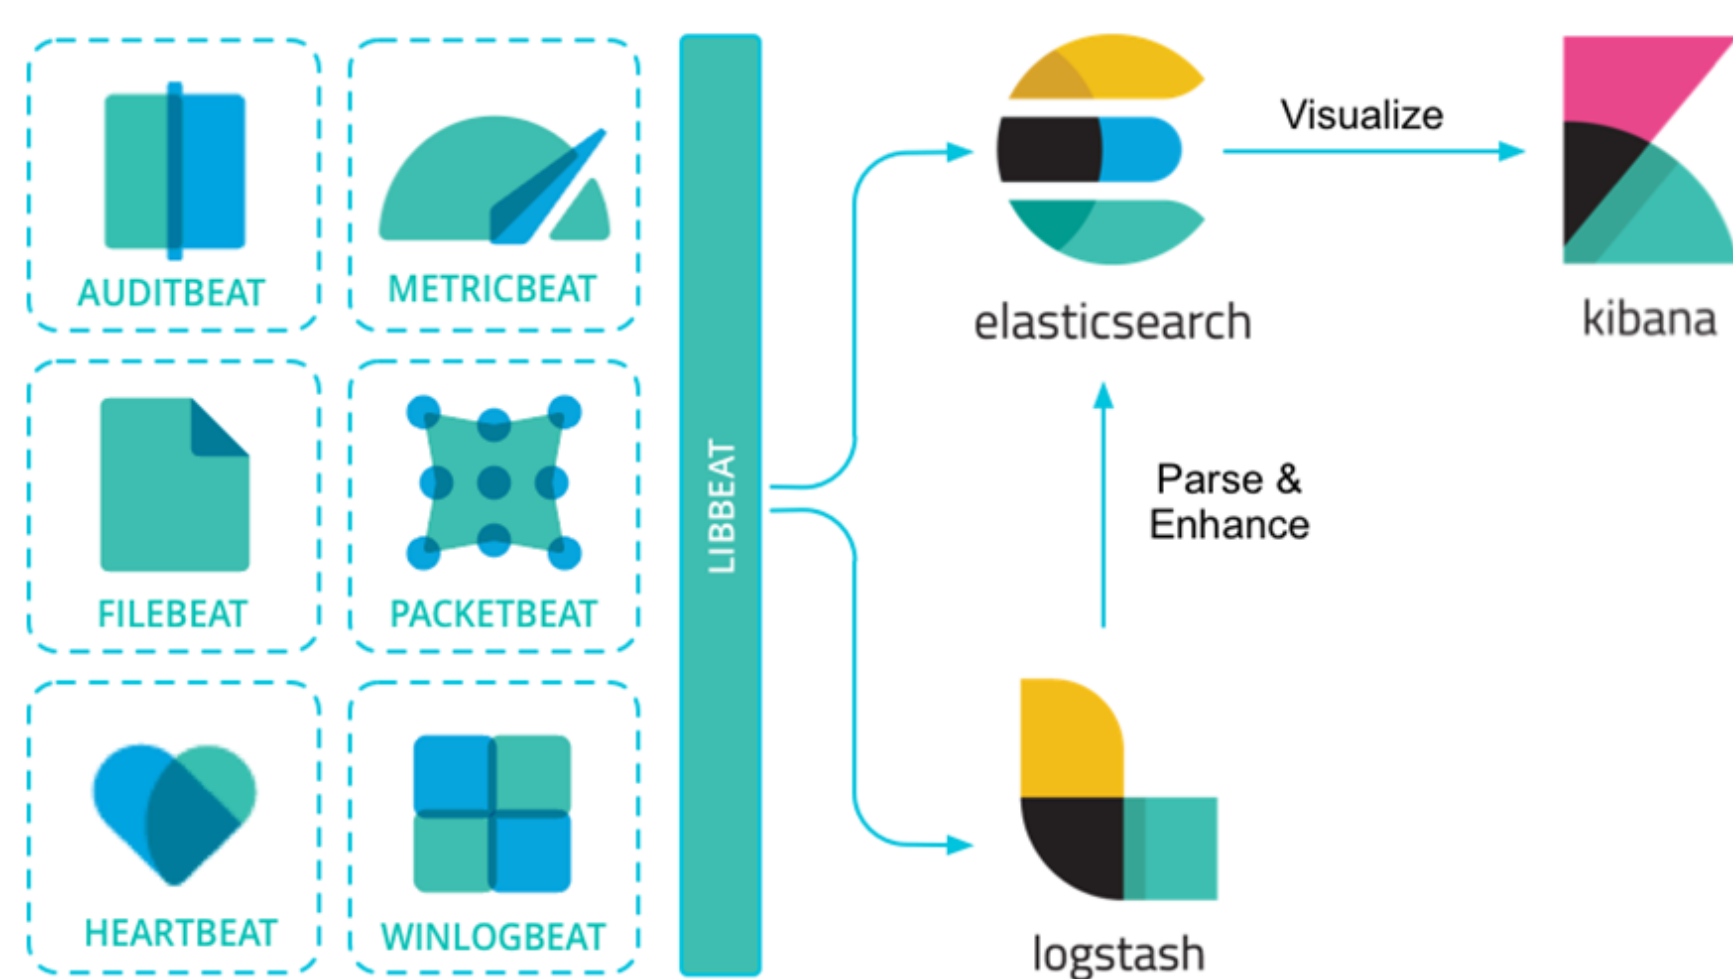 AUDITBEAT
METRICBEAT
FILEBEAT
PACKETBEAT
HEARTBEAT
WINLOGBEAT
LIBBEAT
elasticsearch
Visualize
kibana
Parse &
Enhance
logstash